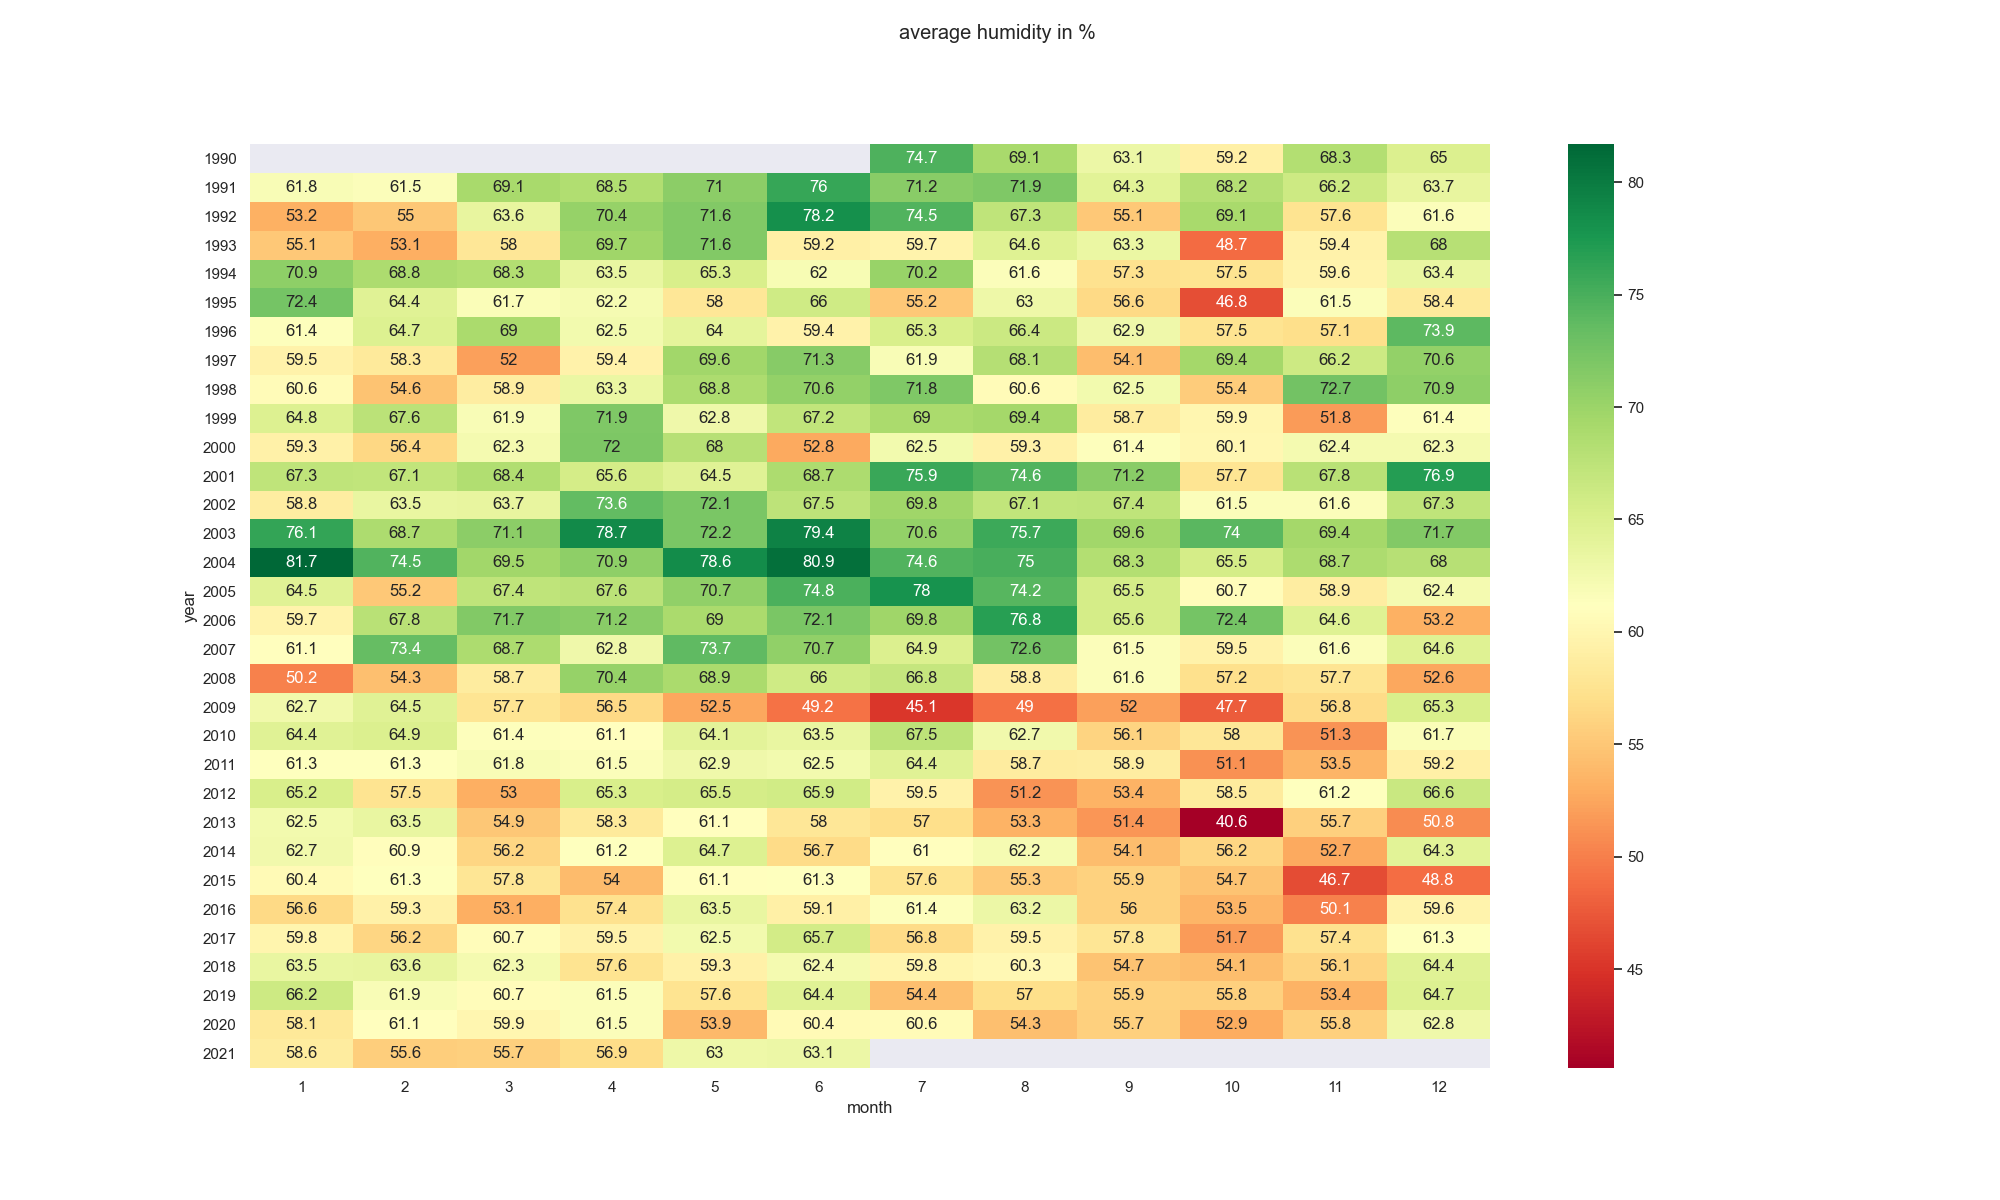 average humidity in %
1990 74.7 69.1 63.1 59.2 68.3 65
1991 61.8 61.5 69.1 68.5 71 76 71.2 71.9 64.3 68.2 66.2 63.7
80
1992 53.2 55 63.6 70.4 71.6 78.2 74.5 67.3 55.1 69.1 57.6 61.6
1993 55.1 53.1 58 69.7 71.6 59.2 59.7 64.6 63.3 48.7 59.4 68
1994 70.9 68.8 68.3 63.5 65.3 62 70.2 61.6 57.3 57.5 59.6 63.4
1995 72.4 64.4 61.7 62.2 58 66 55.2 63 56.6 46.8 61.5 58.4
75
1996 61.4 64.7 69 62.5 64 59.4 65.3 66.4 62.9 57.5 57.1 73.9
1997 59.5 58.3 52 59.4 69.6 71.3 61.9 68.1 54.1 69.4 66.2 70.6
1998 60.6 54.6 58.9 63.3 68.8 70.6 71.8 60.6 62.5 55.4 72.7 70.9
70
1999 64.8 67.6 61.9 71.9 62.8 67.2 69 69.4 58.7 59.9 51.8 61.4
2000 59.3 56.4 62.3 72 68 52.8 62.5 59.3 61.4 60.1 62.4 62.3
2001 67.3 67.1 68.4 65.6 64.5 68.7 75.9 74.6 71.2 57.7 67.8 76.9
2002 58.8 63.5 63.7 73.6 72.1 67.5 69.8 67.1 67.4 61.5 61.6 67.3
65
2003 76.1 68.7 71.1 78.7 72.2 79.4 70.6 75.7 69.6 74 69.4 71.7
2004 81.7 74.5 69.5 70.9 78.6 80.9 74.6 75 68.3 65.5 68.7 68
2005 64.5 55.2 67.4 67.6 70.7 74.8 78 74.2 65.5 60.7 58.9 62.4
year
2006 59.7 67.8 71.7 71.2 69 72.1 69.8 76.8 65.6 72.4 64.6 53.2
60
2007 61.1 73.4 68.7 62.8 73.7 70.7 64.9 72.6 61.5 59.5 61.6 64.6
2008 50.2 54.3 58.7 70.4 68.9 66 66.8 58.8 61.6 57.2 57.7 52.6
2009 62.7 64.5 57.7 56.5 52.5 49.2 45.1 49 52 47.7 56.8 65.3
2010 64.4 64.9 61.4 61.1 64.1 63.5 67.5 62.7 56.1 58 51.3 61.7
55
2011 61.3 61.3 61.8 61.5 62.9 62.5 64.4 58.7 58.9 51.1 53.5 59.2
2012 65.2 57.5 53 65.3 65.5 65.9 59.5 51.2 53.4 58.5 61.2 66.6
2013 62.5 63.5 54.9 58.3 61.1 58 57 53.3 51.4 40.6 55.7 50.8
2014 62.7 60.9 56.2 61.2 64.7 56.7 61 62.2 54.1 56.2 52.7 64.3
50
2015 60.4 61.3 57.8 54 61.1 61.3 57.6 55.3 55.9 54.7 46.7 48.8
2016 56.6 59.3 53.1 57.4 63.5 59.1 61.4 63.2 56 53.5 50.1 59.6
2017 59.8 56.2 60.7 59.5 62.5 65.7 56.8 59.5 57.8 51.7 57.4 61.3
2018 63.5 63.6 62.3 57.6 59.3 62.4 59.8 60.3 54.7 54.1 56.1 64.4
45
2019 66.2 61.9 60.7 61.5 57.6 64.4 54.4 57 55.9 55.8 53.4 64.7
2020 58.1 61.1 59.9 61.5 53.9 60.4 60.6 54.3 55.7 52.9 55.8 62.8
2021 58.6 55.6 55.7 56.9 63 63.1
1 2 3 4 5 6 7 8 9 10 11 12
month